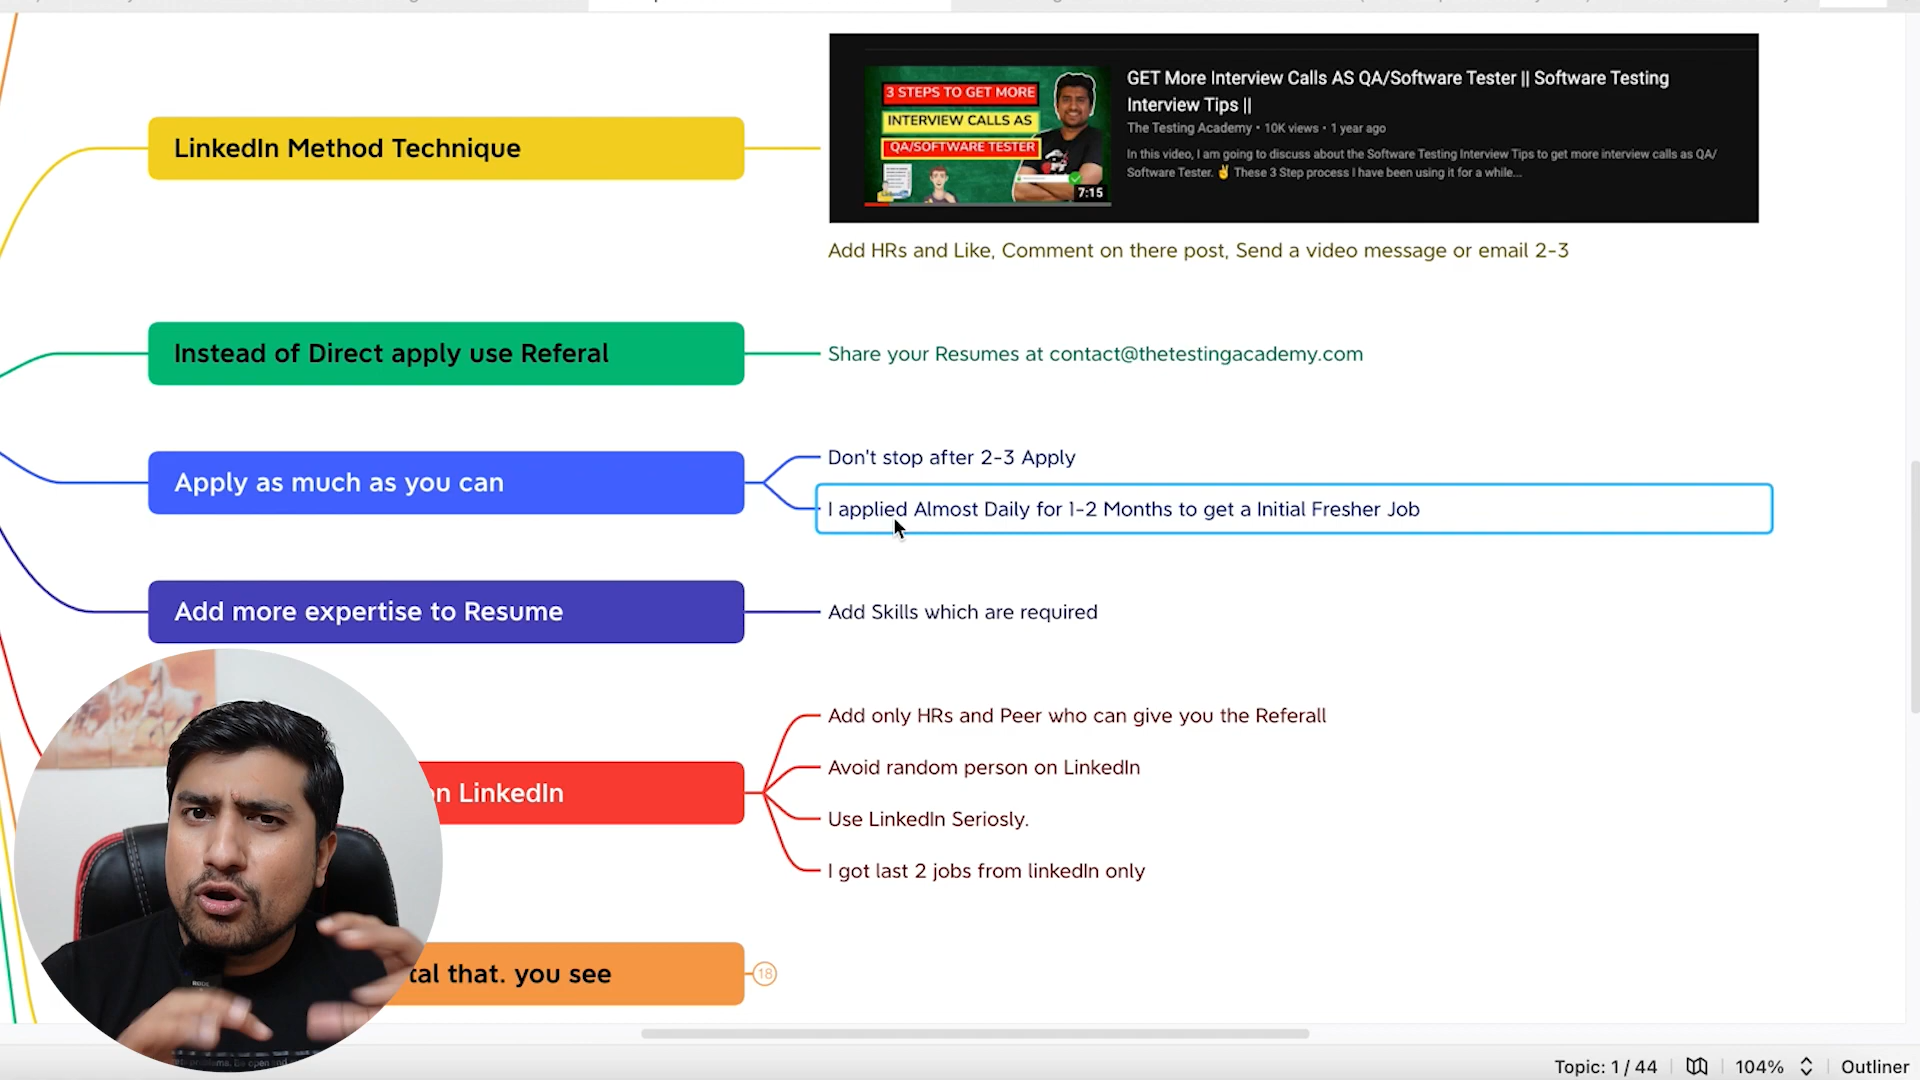 LinkedIn Method Technique
3 STEPS TO GET MORE
INTERVIEW CALLS AS
QA/SOFTWARE TESTER
7:15
GET More Interview Calls AS QA/Software Tester || Software Testing
Interview Tips ||
The Testing Academy • 10K views • 1 year ago
In this video, I am going to discuss about the Software Testing Interview Tips to get more interview calls as QA/
Software Tester. ✌ These 3 Step process I have been using it for a while...
Add HRs and Like, Comment on there post, Send a video message or email 2-3
Instead of Direct apply use Referal
Share your Resumes at contact@thetestingacademy.com
Apply as much as you can
Don't stop after 2-3 Apply
I applied Almost Daily for 1-2 Months to get a Initial Fresher Job
Add more expertise to Resume
Add Skills which are required
on LinkedIn
Add only HRs and Peer who can give you the Referall
Avoid random person on LinkedIn
Use LinkedIn Seriosly.
I got last 2 jobs from linkedIn only
tal that. you see
18
Topic: 1 / 44
104%
Outliner